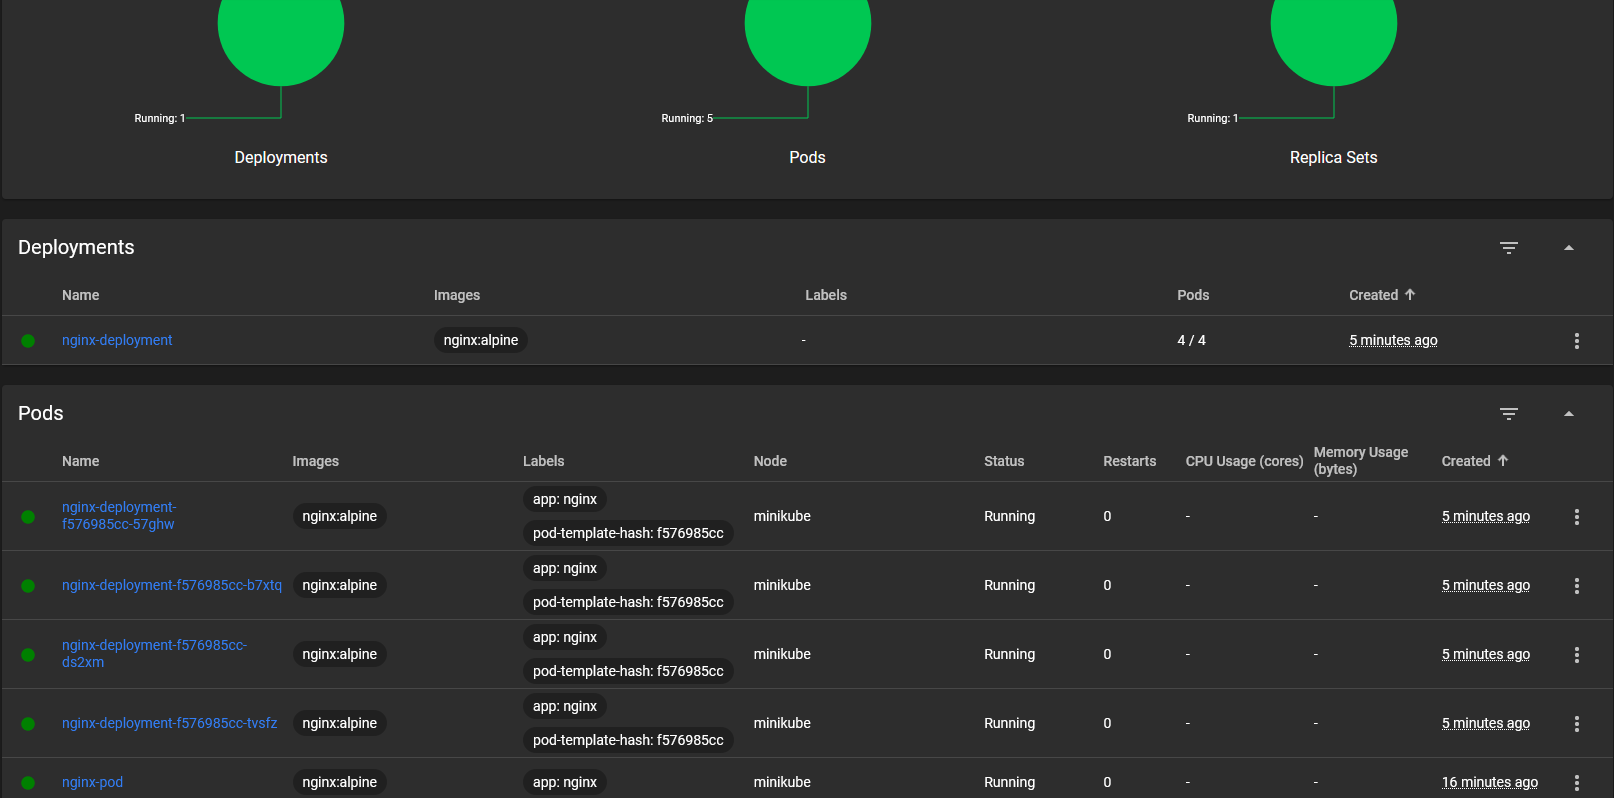 Running: 1
Running: 5
Running: 1
Deployments
Pods
Replica Sets
Deployments
Name Images Labels Pods Created
nginx-deployment nginx:alpine - 4 / 4 5 minutes ago
Pods
Name Images Labels Node Status Restarts CPU Usage (cores) Memory Usage
(bytes) Created
nginx-deployment-
f576985cc-57ghw nginx:alpine app: nginx
pod-template-hash: f576985cc minikube Running 0 - - 5 minutes ago
nginx-deployment-f576985cc-b7xtq nginx:alpine app: nginx
pod-template-hash: f576985cc minikube Running 0 - - 5 minutes ago
nginx-deployment-f576985cc-
ds2xm nginx:alpine app: nginx
pod-template-hash: f576985cc minikube Running 0 - - 5 minutes ago
nginx-deployment-f576985cc-tvsfz nginx:alpine app: nginx
pod-template-hash: f576985cc minikube Running 0 - - 5 minutes ago
nginx-pod nginx:alpine app: nginx minikube Running 0 - - 16 minutes ago